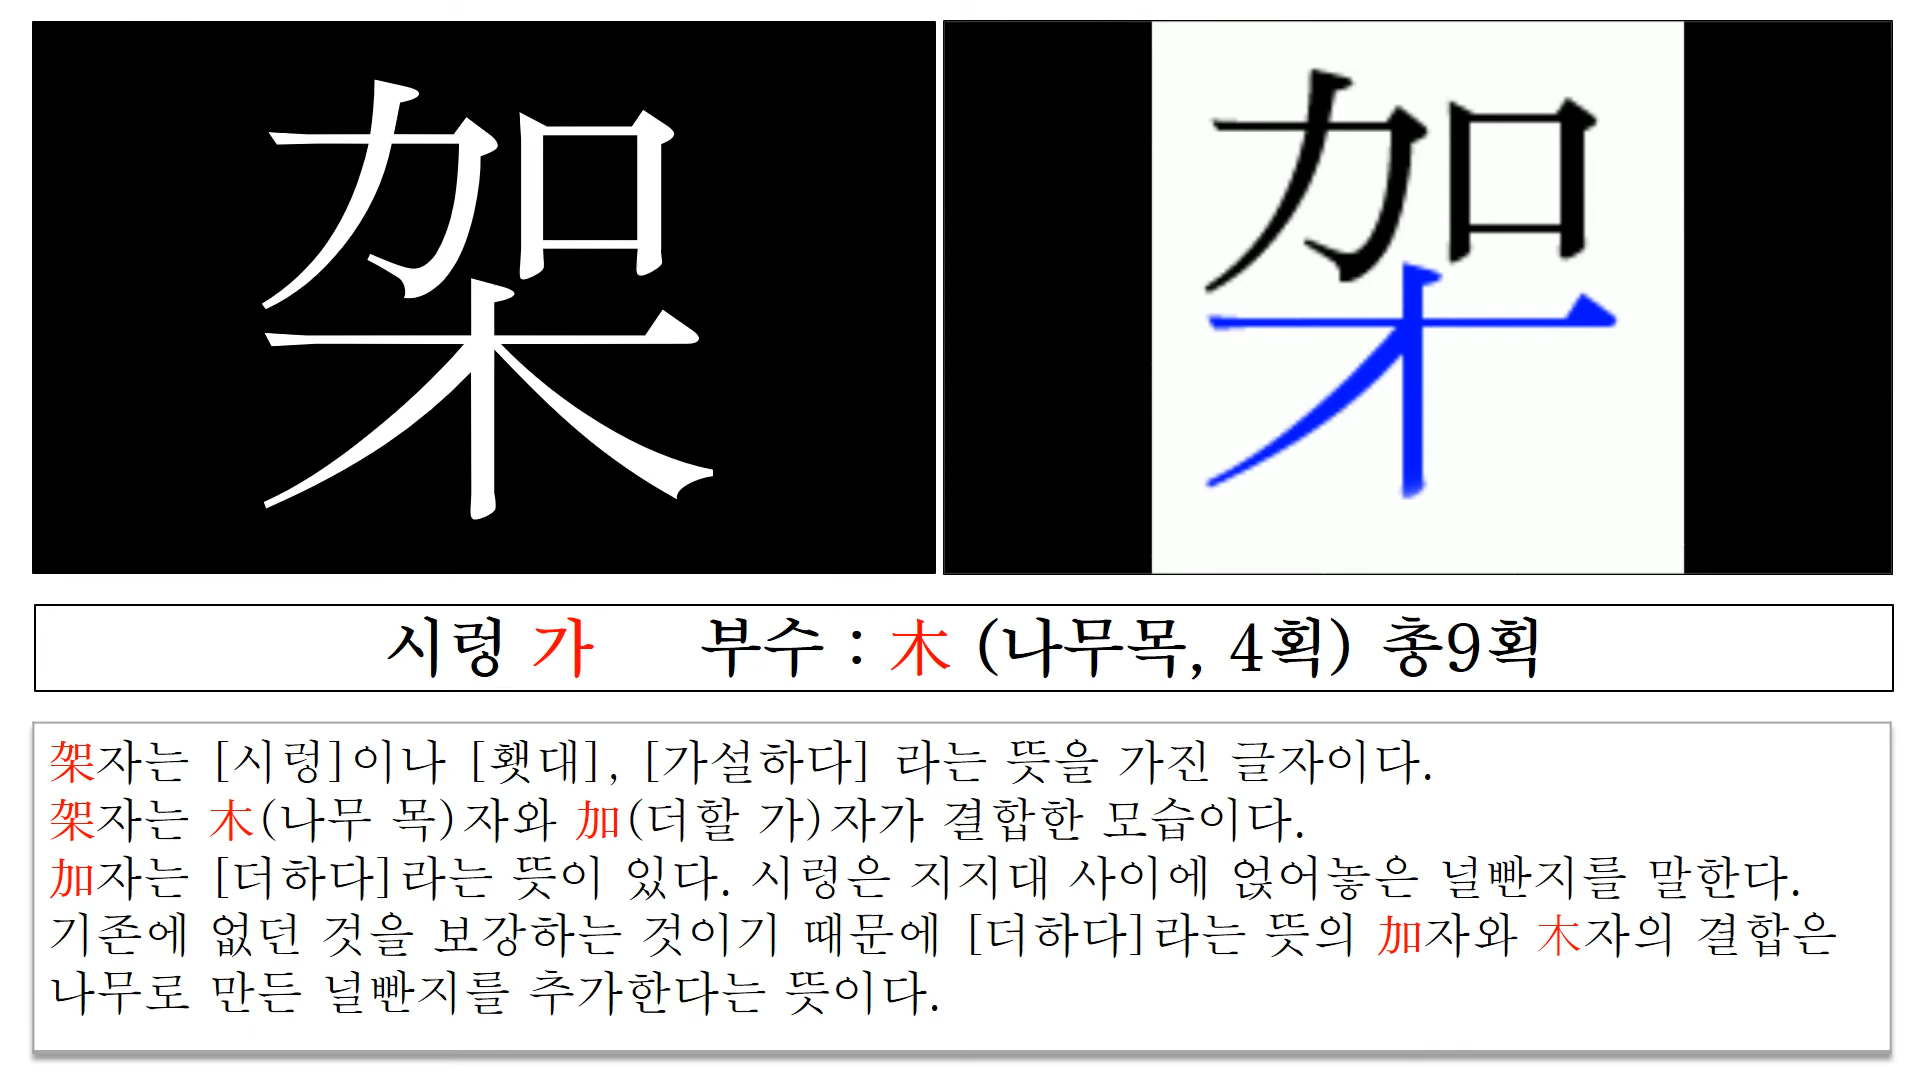 架
架
시렁 가 부수 : 木 (나무목, 4획) 총9획
架자는 [시렁]이나 [횃대], [가설하다] 라는 뜻을 가진 글자이다.
架자는 木(나무 목)자와 加(더할 가)자가 결합한 모습이다.
加자는 [더하다]라는 뜻이 있다. 시렁은 지지대 사이에 얹어놓은 널빤지를 말한다.
기존에 없던 것을 보강하는 것이기 때문에 [더하다]라는 뜻의 加자와 木자의 결합은
나무로 만든 널빤지를 추가한다는 뜻이다.